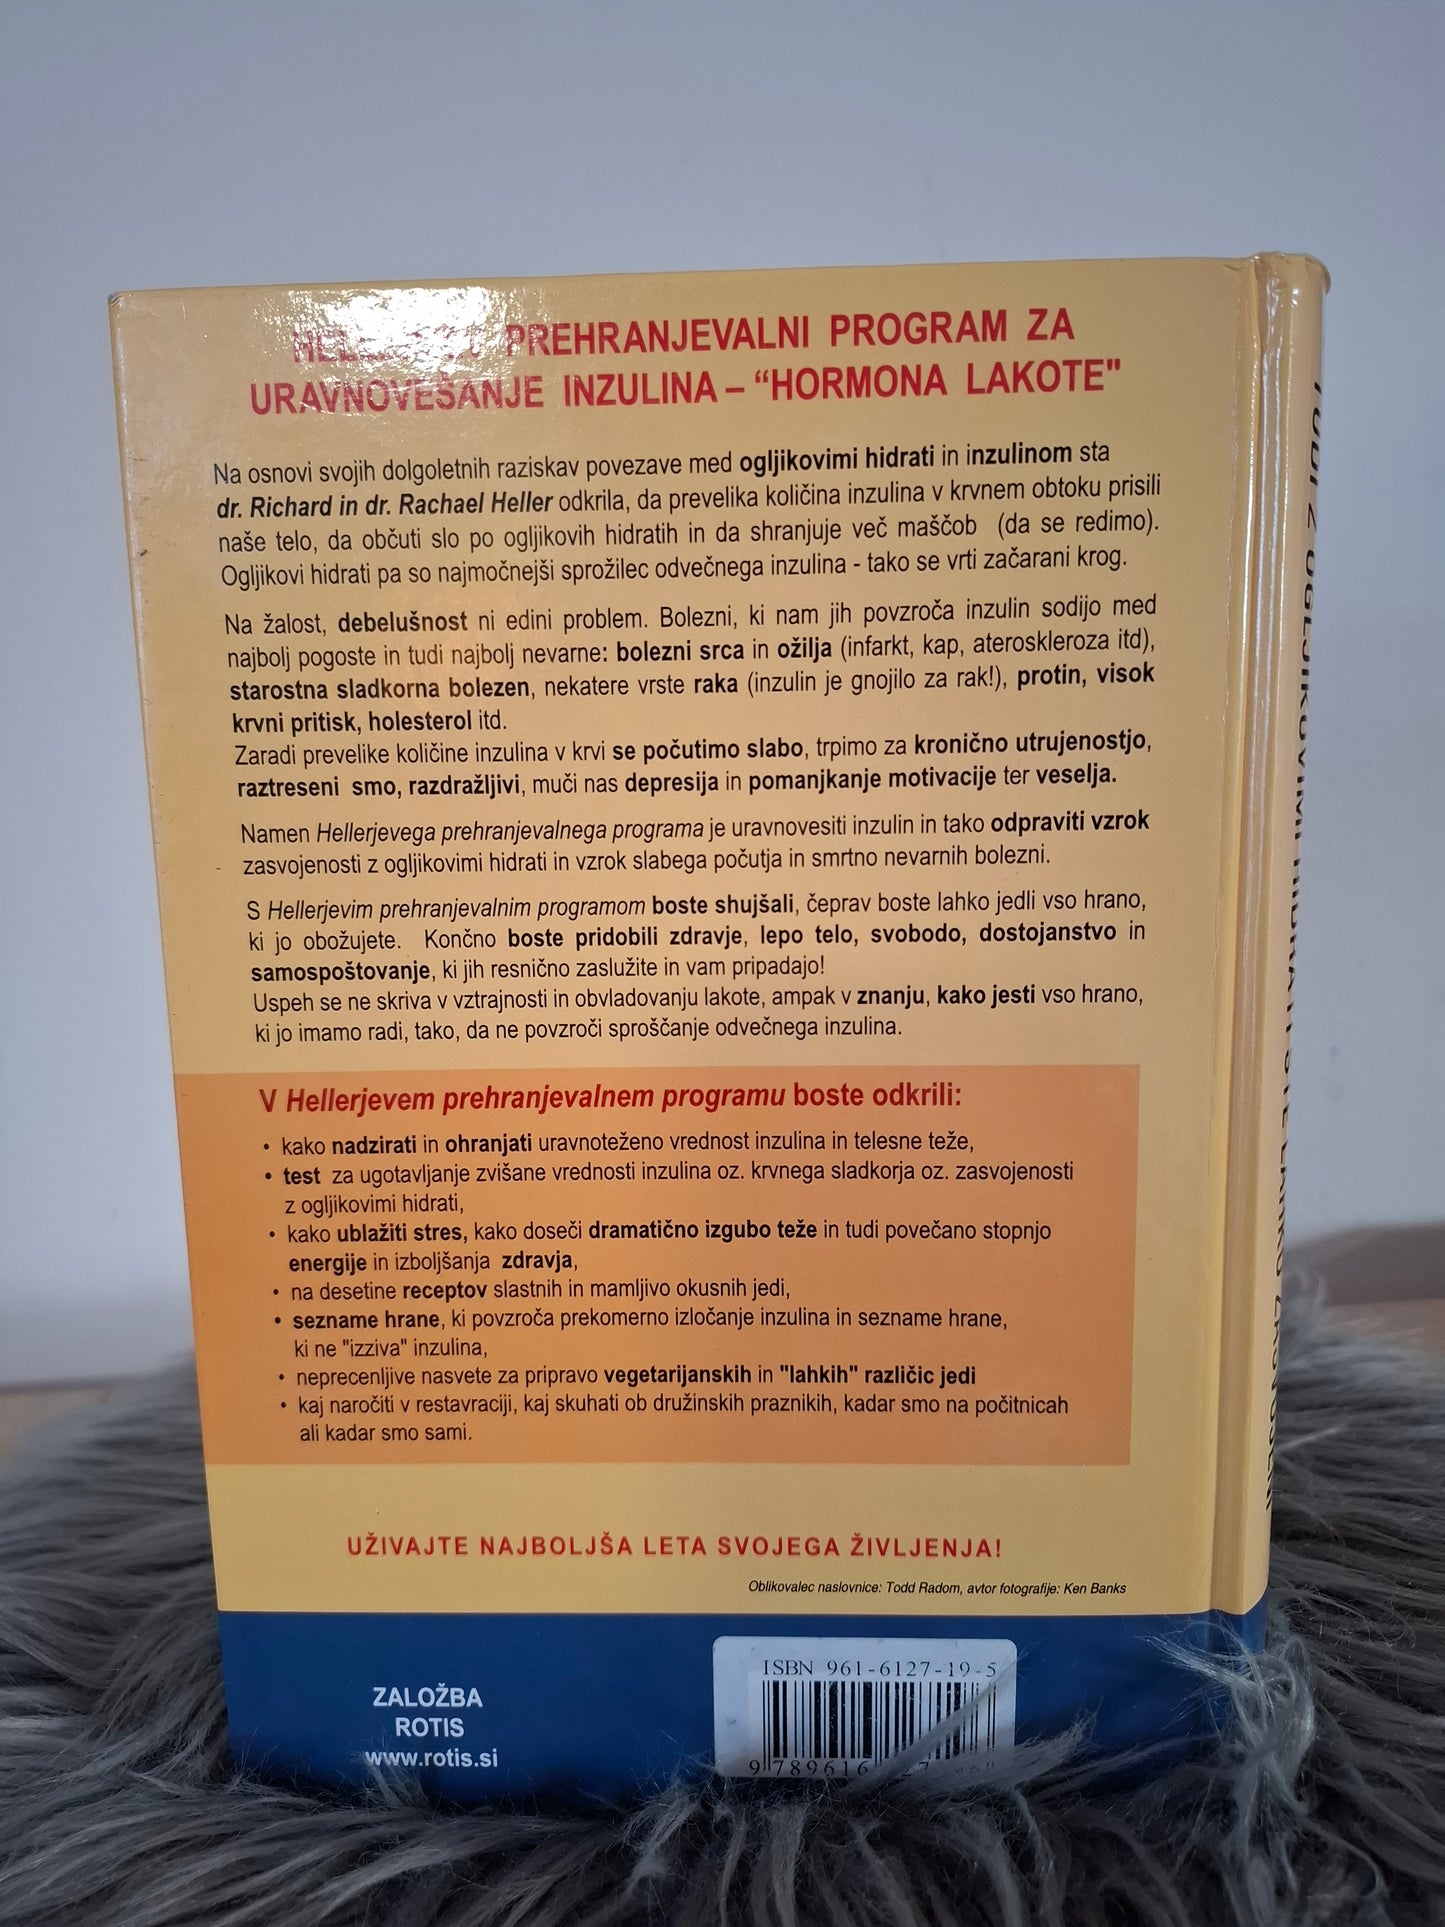 PREHRANJEVALNI PROGRAM ZA
URAVNOVEŠANJE INZULINA – “HORMONA LAKOTE"
Na osnovi svojih dolgoletnih raziskav povezave med ogljikovimi hidrati in inzulinom sta
dr. Richard in dr. Rachael Heller odkrila, da prevelika količina inzulina v krvnem obtoku prisili
naše telo, da občuti slo po ogljikovih hidratih in da shranjuje več maščob (da se redimo).
Ogljikovi hidrati pa so najmočnejši sprožilec odvečnega inzulina - tako se vrti začarani krog.
Na žalost, debelušnost ni edini problem. Bolezni, ki nam jih povzroča inzulin sodijo med
najbolj pogoste in tudi najbolj nevarne: bolezni srca in ožilja (infarkt, kap, ateroskleroza itd),
starostna sladkorna bolezen, nekatere vrste raka (inzulin je gnojilo za rak!), protin, visok
krvni pritisk, holesterol itd.
Zaradi prevelike količine inzulina v krvi se počutimo slabo, trpimo za kronično utrujenostjo,
raztreseni smo, razdražljivi, muči nas depresija in pomanjkanje motivacije ter veselja.
Namen Hellerjevega prehranjevalnega programa je uravnovesiti inzulin in tako odpraviti vzrok
zasvojenosti z ogljikovimi hidrati in vzrok slabega počutja in smrtno nevarnih bolezni.
S Hellerjevim prehranjevalnim programom boste shujšali, čeprav boste lahko jedli vso hrano,
ki jo obožujete. Končno boste pridobili zdravje, lepo telo, svobodo, dostojanstvo in
samospoštovanje, ki jih resnično zaslužite in vam pripadajo!
Uspeh se ne skriva v vztrajnosti in obvladovanju lakote, ampak v znanju, kako jesti vso hrano,
ki jo imamo radi, tako, da ne povzroči sproščanje odvečnega inzulina.
V Hellerjevem prehranjevalnem programu boste odkrili:
• kako nadzirati in ohranjati uravnoteženo vrednost inzulina in telesne teže,
• test za ugotavljanje zvišane vrednosti inzulina oz. krvnega sladkorja oz. zasvojenosti
z ogljikovimi hidrati,
• kako ublažiti stres, kako doseči dramatično izgubo teže in tudi povečano stopnjo
energije in izboljšanja zdravja,
• na desetine receptov slastnih in mamljivo okusnih jedi,
• sezname hrane, ki povzroča prekomerno izločanje inzulina in sezname hrane,
ki ne "izziva" inzulina,
• neprecenljive nasvete za pripravo vegetarijanskih in "lahkih" različic jedi
• kaj naročiti v restavraciji, kaj skuhati ob družinskih praznikih, kadar smo na počitnicah
ali kadar smo sami.
UŽIVAJTE NAJBOLJŠA LETA SVOJEGA ŽIVLJENJA!
Oblikovalec naslovnice: Todd Radom, avtor fotografije: Ken Banks
ZALOŽBA
ROTIS
www.rotis.si
ISBN 961-6127-19-5
9 789616
TUDI Z OGLJIKOVIMI HIDRATI STE LAHKO ZASVOJENI